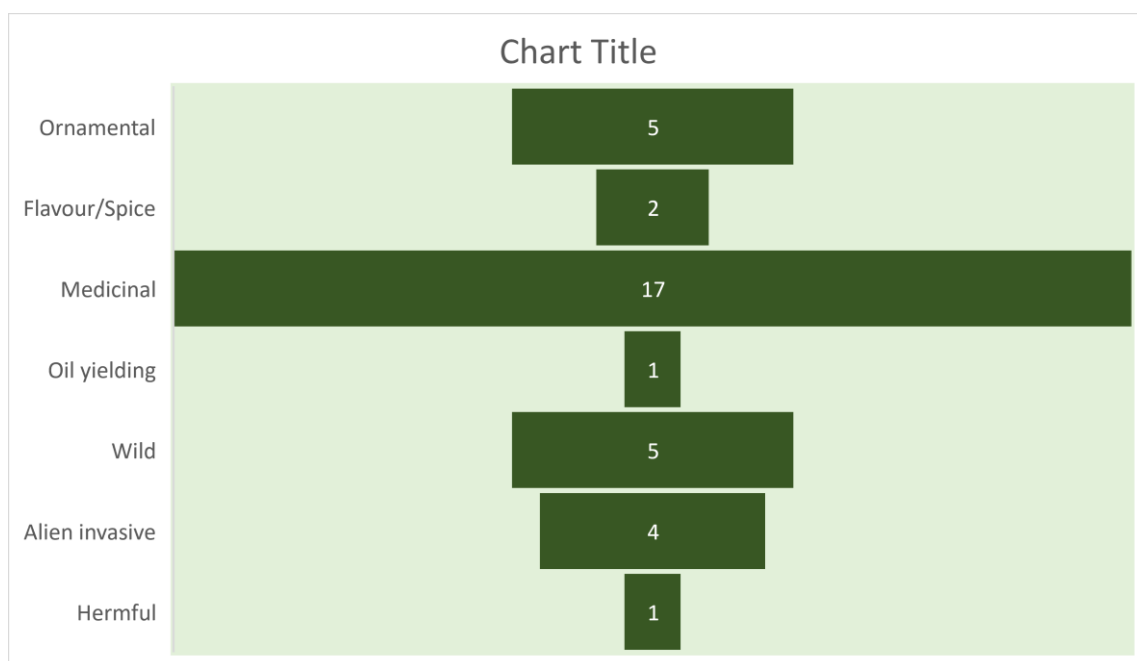 Chart Title
Ornamental 5
Flavour/Spice 2
Medicinal 17
Oil yielding 1
Wild 5
Alien invasive 4
Hermful 1